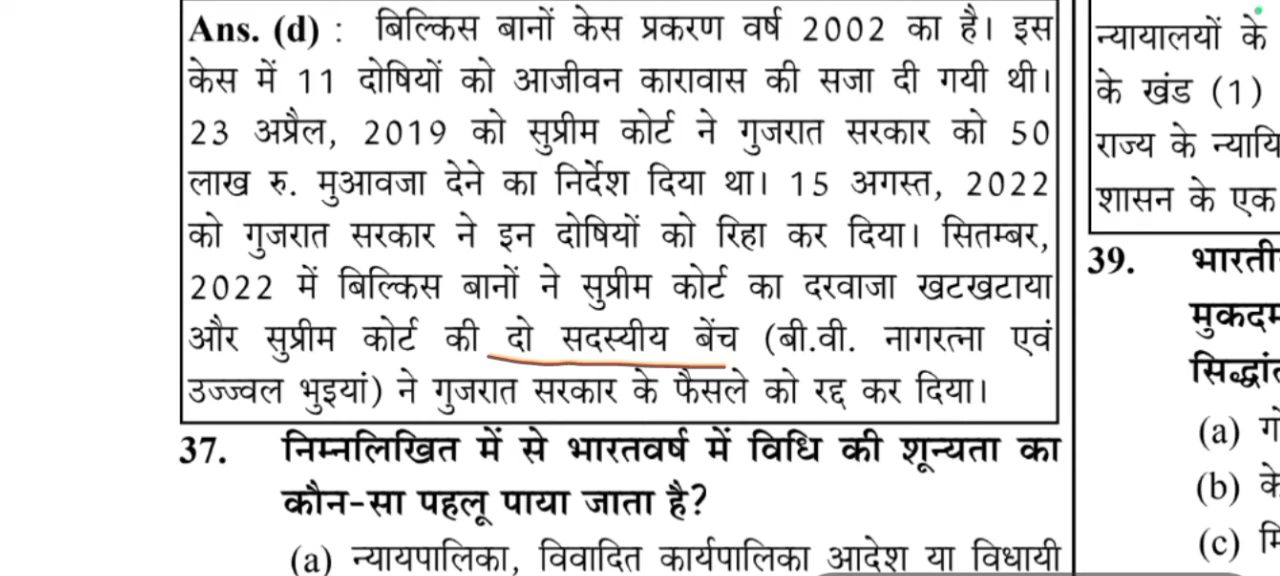 Ans. (d) : बिल्किस बानों केस प्रकरण वर्ष 2002 का है। इस
केस में 11 दोषियों को आजीवन कारावास की सजा दी गयी थी।
23 अप्रैल, 2019 को सुप्रीम कोर्ट ने गुजरात सरकार को 50
लाख रु. मुआवजा देने का निर्देश दिया था। 15 अगस्त, 2022
को गुजरात सरकार ने इन दोषियों को रिहा कर दिया। सितम्बर,
2022 में बिल्किस बानों ने सुप्रीम कोर्ट का दरवाजा खटखटाया
और सुप्रीम कोर्ट की दो सदस्यीय बेंच (बी.वी. नागरत्ना एवं
उज्ज्वल भुइयां) ने गुजरात सरकार के फैसले को रद्द कर दिया।
37. निम्नलिखित में से भारतवर्ष में विधि की शून्यता का
कौन-सा पहलू पाया जाता है?
(a) न्यायपालिका, विवादित कार्यपालिका आदेश या विधायी
न्यायालयों के
के खंड (1)
राज्य के
शासन के एक
39.
(a)
(b)
(c)